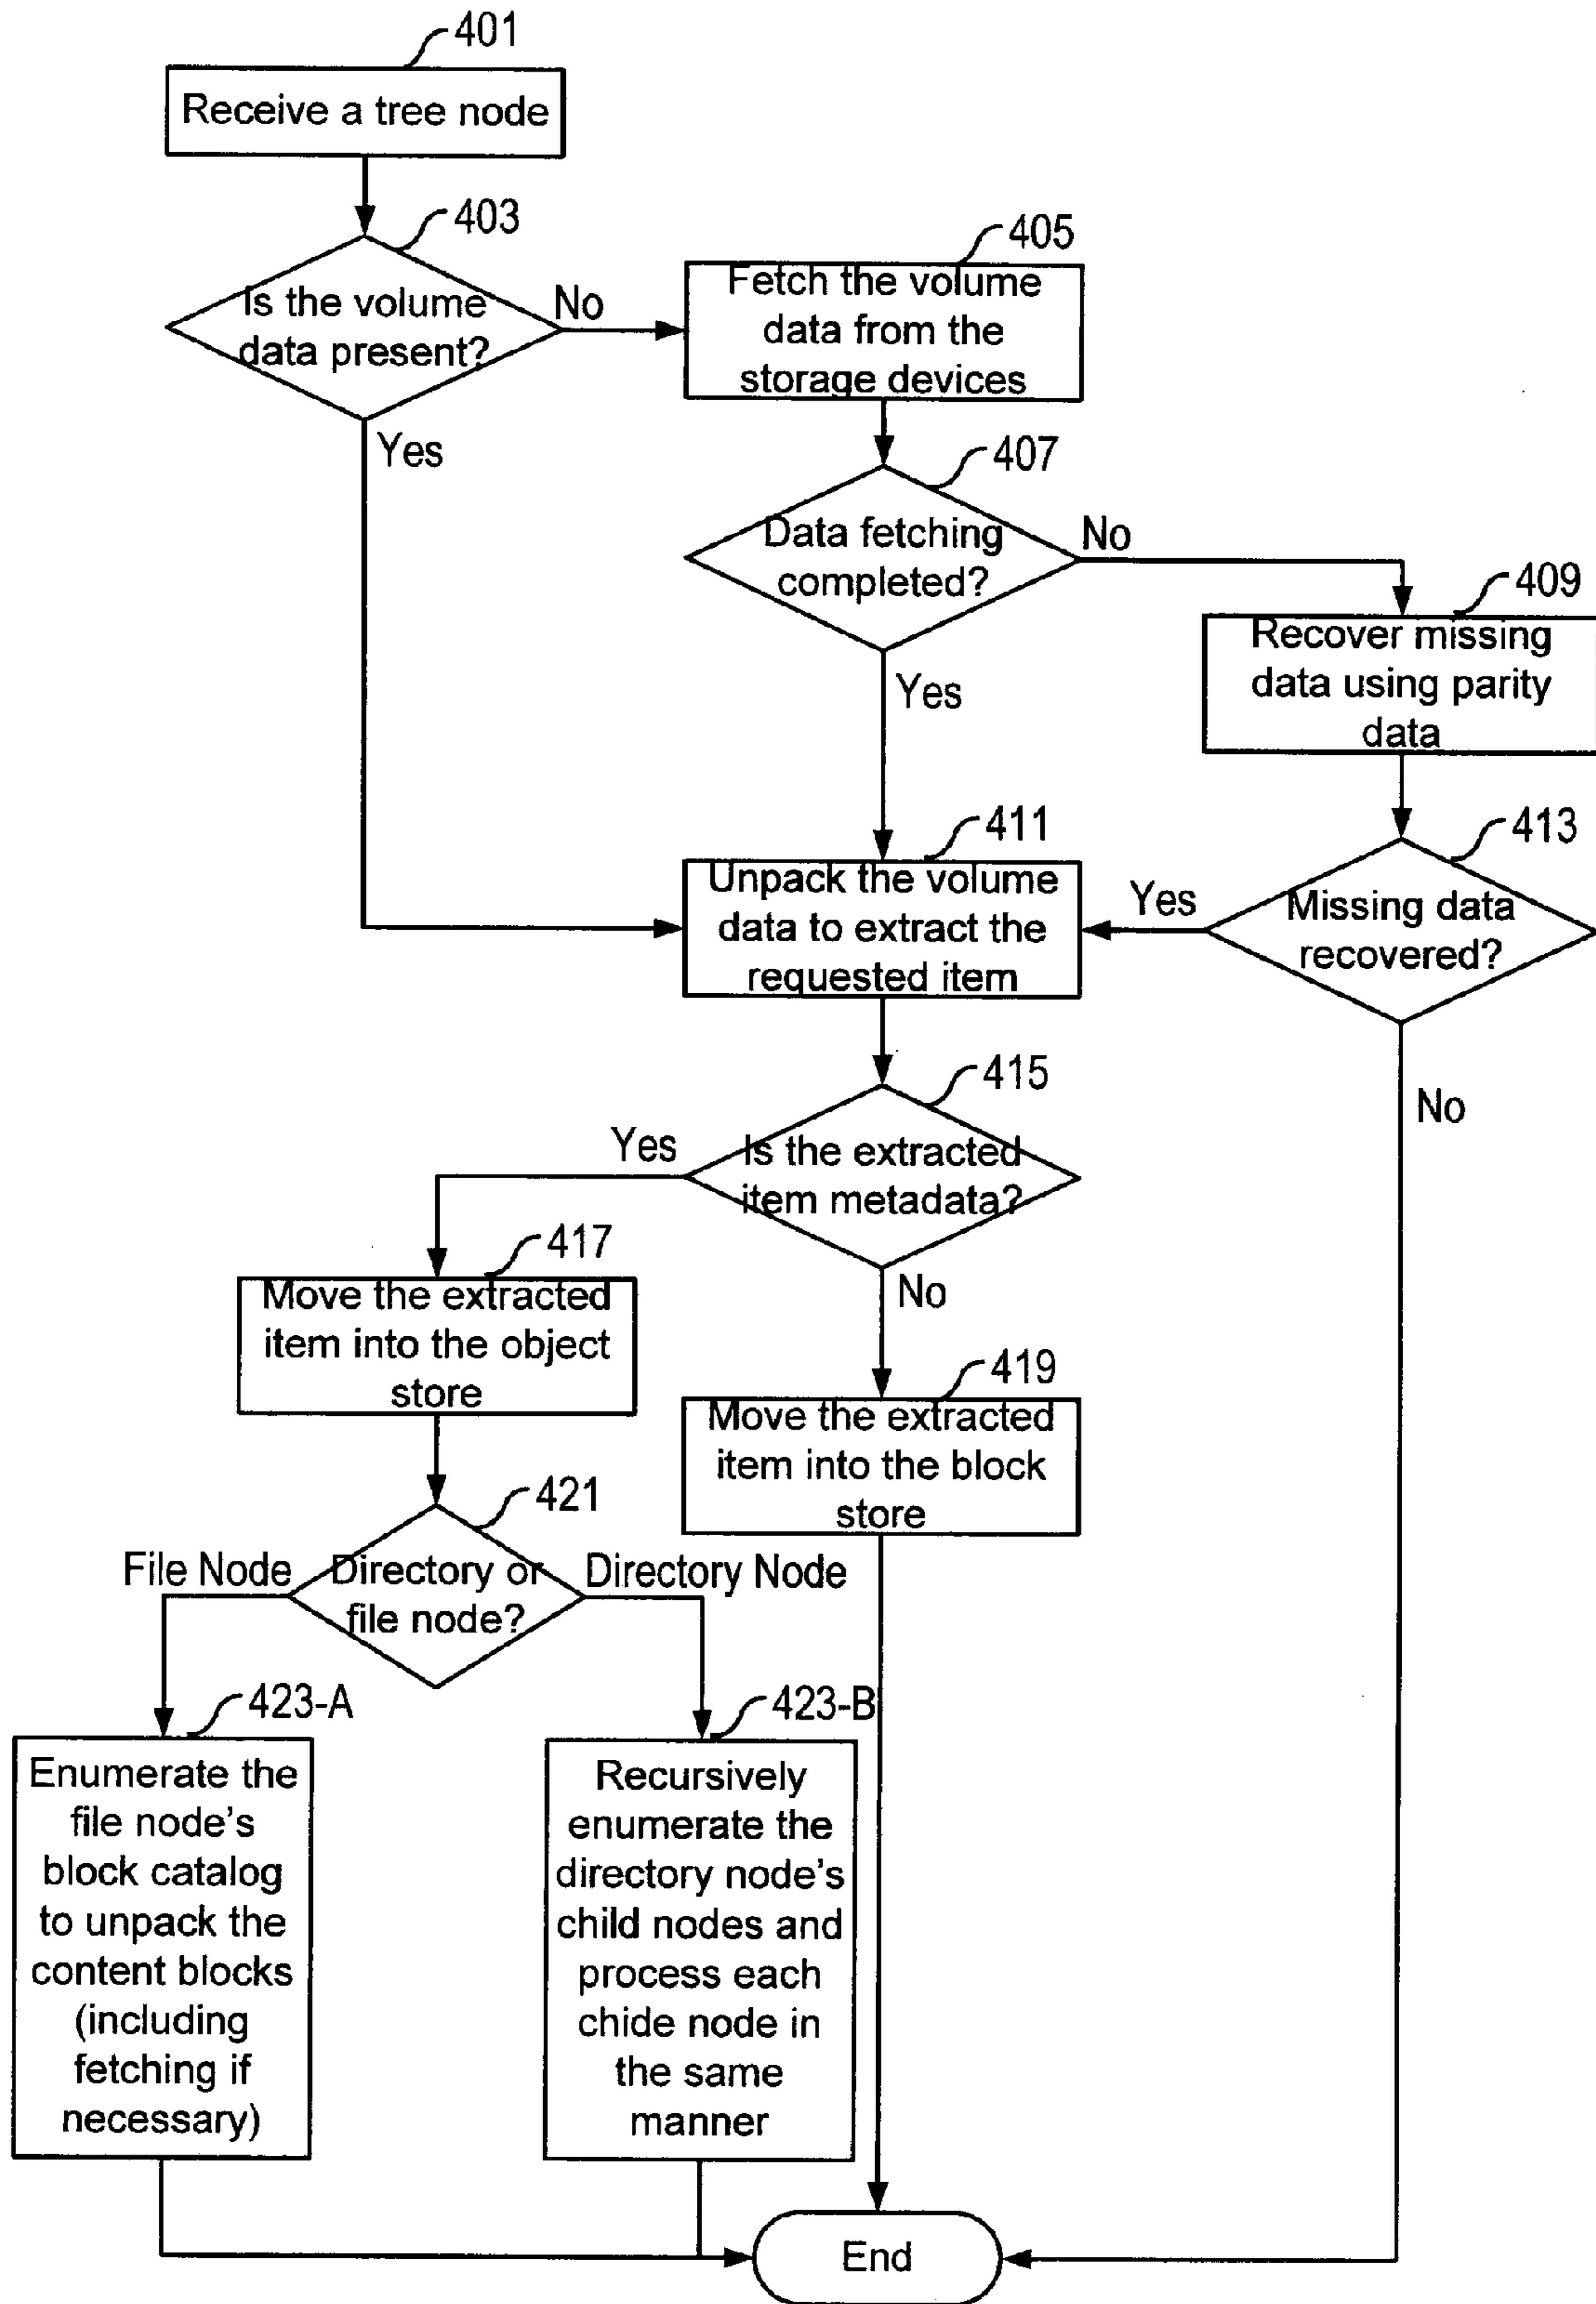 401
Receive a tree node
403
Is the volume
data present?
No
Yes
405
Fetch the volume
data from the
storage devices
407
Data fetching
completed?
No
Yes
409
Recover missing
data using parity
data
411
Unpack the volume
data to extract the
requested item
413
Missing data
recovered?
Yes
No
415
Is the extracted
item metadata?
Yes
No
417
Move the extracted
item into the object
store
419
Move the extracted
item into the block
store
421
Directory or
file node?
File Node
Directory Node
423-A
Enumerate the
file node's
block catalog
to unpack the
content blocks
(including
fetching if
necessary)
423-B
Recursively
enumerate the
directory node's
child nodes and
process each
chide node in
the same
manner
End